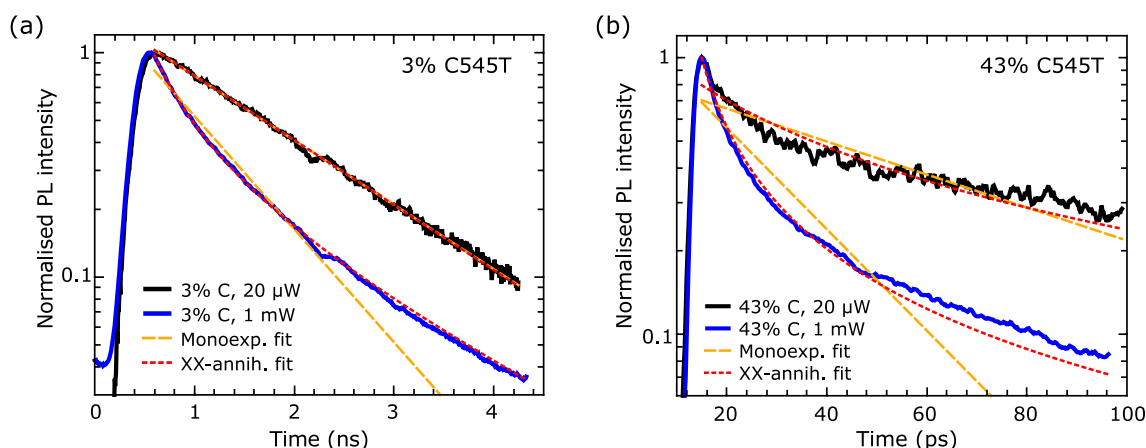 (a)
Normalised PL intensity
1
0.1
3% C545T
3% C, 20 µW
3% C, 1 mW
Monoexp. fit
XX-annih. fit
0 1 2 3 4
Time (ns)
(b)
Normalised PL intensity
1
0.1
43% C545T
43% C, 20 µW
43% C, 1 mW
Monoexp. fit
XX-annih. fit
20 40 60 80 100
Time (ps)